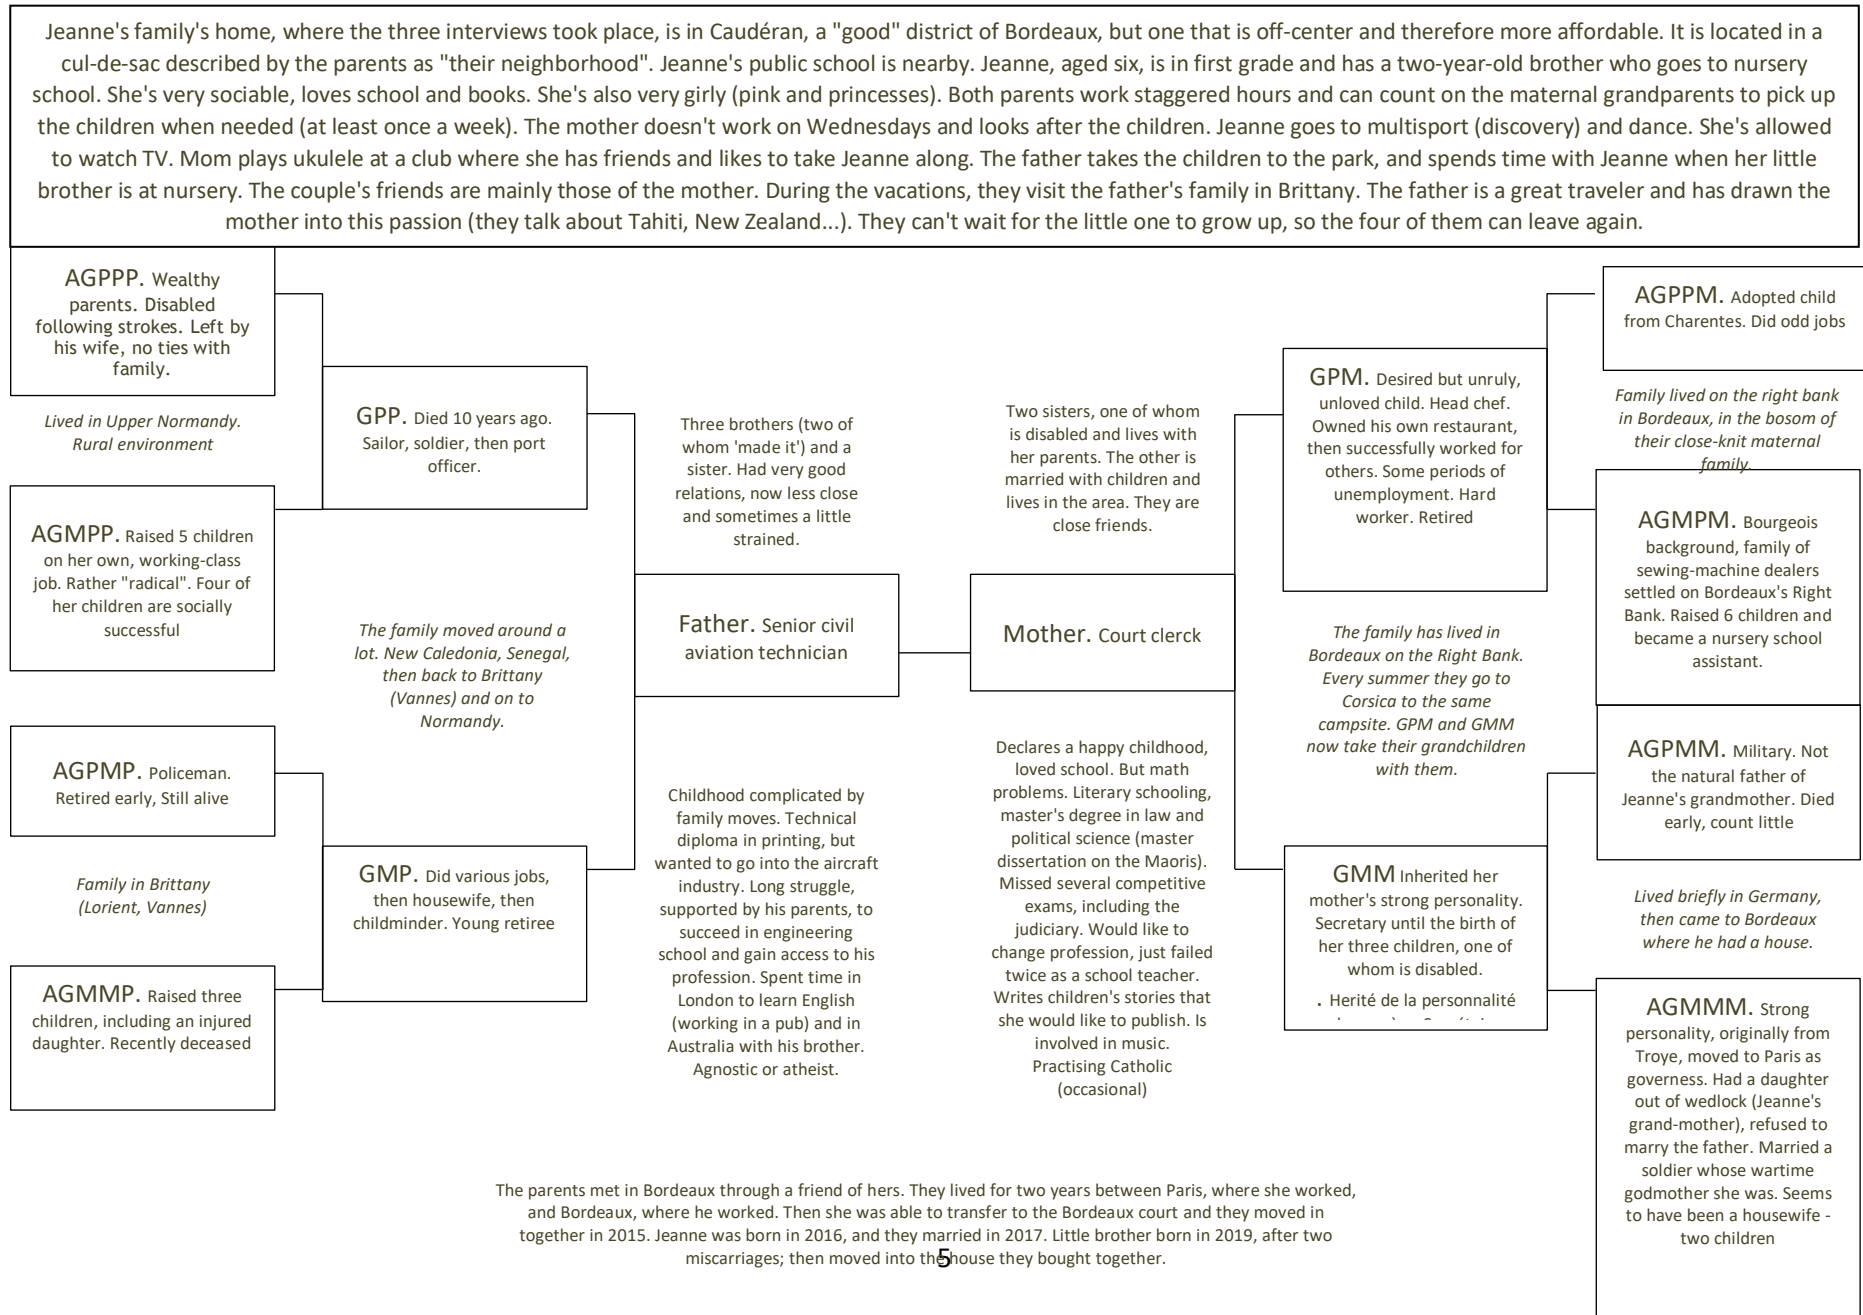 Jeanne's family's home, where the three interviews took place, is in Caudéran, a "good" district of Bordeaux, but one that is off-center and therefore more affordable. It is located in a
cul-de-sac described by the parents as "their neighborhood". Jeanne's public school is nearby. Jeanne, aged six, is in first grade and has a two-year-old brother who goes to nursery
school. She's very sociable, loves school and books. She's also very girly (pink and princesses). Both parents work staggered hours and can count on the maternal grandparents to pick up
the children when needed (at least once a week). The mother doesn't work on Wednesdays and looks after the children. Jeanne goes to multisport (discovery) and dance. She's allowed
to watch TV. Mom plays ukulele at a club where she has friends and likes to take Jeanne along. The father takes the children to the park, and spends time with Jeanne when her little
brother is at nursery. The couple's friends are mainly those of the mother. During the vacations, they visit the father's family in Brittany. The father is a great traveler and has drawn the
mother into this passion (they talk about Tahiti, New Zealand...). They can't wait for the little one to grow up, so the four of them can leave again.
AGPPP. Wealthy
parents. Disabled
following strokes. Left by
his wife, no ties with
family.
Lived in Upper Normandy.
Rural environment
AGMPP. Raised 5 children
on her own, working-class
job. Rather "radical". Four of
her children are socially
successful
AGPMP. Policeman.
Retired early, Still alive
Family in Brittany
(Lorient, Vannes)
AGMMP. Raised three
children, including an injured
daughter. Recently deceased
GPP. Died 10 years ago.
Sailor, soldier, then port
officer.
The family moved around a
lot. New Caledonia, Senegal,
then back to Brittany
(Vannes) and on to
Normandy.
GMP. Did various jobs,
then housewife, then
childminder. Young retiree
Three brothers (two of
whom 'made it') and a
sister. Had very good
relations, now less close
and sometimes a little
strained.
Father. Senior civil
aviation technician
Childhood complicated by
family moves. Technical
diploma in printing, but
wanted to go into the aircraft
industry. Long struggle,
supported by his parents, to
succeed in engineering
school and gain access to his
profession. Spent time in
London to learn English
(working in a pub) and in
Australia with his brother.
Agnostic or atheist.
Two sisters, one of whom
is disabled and lives with
her parents. The other is
married with children and
lives in the area. They are
close friends.
Mother. Court clerck
Declares a happy childhood,
loved school. But math
problems. Literary schooling,
master's degree in law and
political science (master
dissertation on the Maoris).
Missed several competitive
exams, including the
judiciary. Would like to
change profession, just failed
twice as a school teacher.
Writes children's stories that
she would like to publish. Is
involved in music.
Practising Catholic
(occasional)
GPM. Desired but unruly,
unloved child. Head chef.
Owned his own restaurant,
then successfully worked for
others. Some periods of
unemployment. Hard
worker. Retired
The family has lived in
Bordeaux on the Right Bank.
Every summer they go to
Corsica to the same
campsite. GPM and GMM
now take their grandchildren
with them.
GMM Inherited her
mother's strong personality.
Secretary until the birth of
her three children, one of
whom is disabled.
. Herité de la personnalité
AGPPM. Adopted child
from Charentes. Did odd jobs
Family lived on the right bank
in Bordeaux, in the bosom of
their close-knit maternal
family.
AGMPM. Bourgeois
background, family of
sewing-machine dealers
settled on Bordeaux's Right
Bank. Raised 6 children and
became a nursery school
assistant.
AGPMM. Military. Not
the natural father of
Jeanne's grandmother. Died
early, count little
Lived briefly in Germany,
then came to Bordeaux
where he had a house.
AGMMM. Strong
personality, originally from
Troye, moved to Paris as
governess. Had a daughter
out of wedlock (Jeanne's
grand-mother), refused to
marry the father. Married a
soldier whose wartime
godmother she was. Seems
to have been a housewife -
two children
The parents met in Bordeaux through a friend of hers. They lived for two years between Paris, where she worked,
and Bordeaux, where he worked. Then she was able to transfer to the Bordeaux court and they moved in
together in 2015. Jeanne was born in 2016, and they married in 2017. Little brother born in 2019, after two
miscarriages; then moved into the house they bought together.
5